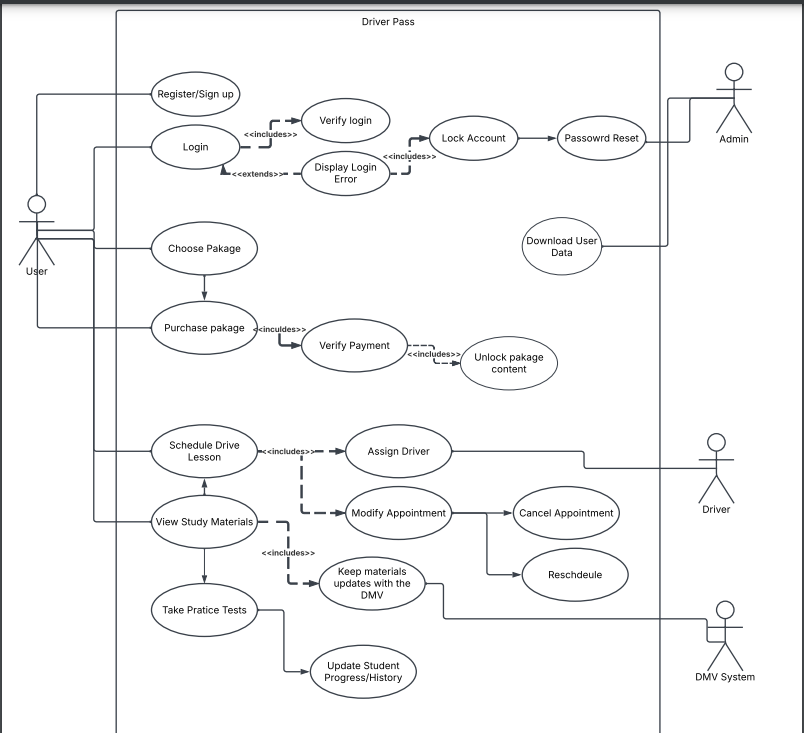 Driver Pass
Register/Sign up
Verify login
<<includes>>
Login
Lock Account
Passowrd Reset
Admin
<<includes>>
Display Login
Error
<<extends>>
User
Choose Pakage
Download User
Data
Purchase pakage
<<inculdes>>
Verify Payment
<<includes>>
Unlock pakage
content
Schedule Drive
Lesson
<<includes>>
Assign Driver
Driver
View Study Materials
Modify Appointment
Cancel Appointment
<<includes>>
Keep materials
updates with the
DMV
Reschdeule
Take Pratice Tests
Update Student
Progress/History
DMV System